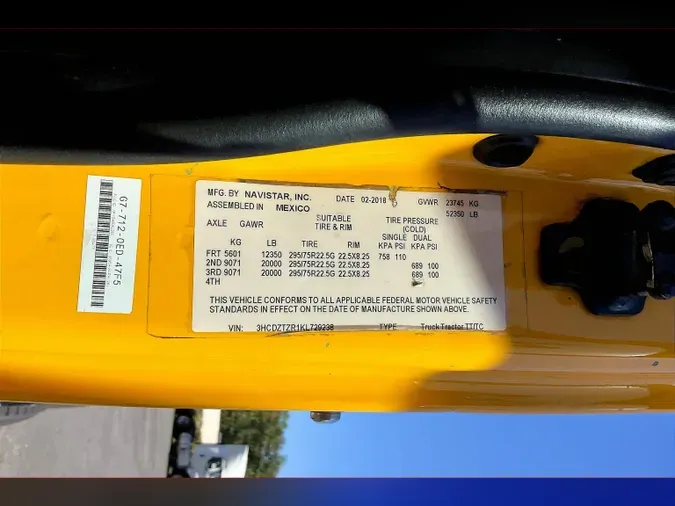 G7-712-0ED-47F5
MFG. BY NAVISTAR, INC. DATE 02-2018 GVWR 23745 KG
ASSEMBLED IN MEXICO 52350 LB
AXLE GAWR SUITABLE TIRE & RIM TIRE PRESSURE (COLD)
SINGLE DUAL
KG LB TIRE RIM KPA PSI KPA PSI
FRT 5601 12350 295/75R22.5G 22.5X8.25 758 110
2ND 9071 20000 295/75R22.5G 22.5X8.25 689 100
3RD 9071 20000 295/75R22.5G 22.5X8.25 689 100
4TH
THIS VEHICLE CONFORMS TO ALL APPLICABLE FEDERAL MOTOR VEHICLE SAFETY
STANDARDS IN EFFECT ON THE DATE OF MANUFACTURE SHOWN ABOVE.
VIN: 3HCDZTZR1KL729238 TYPE Truck Tractor TT/TC